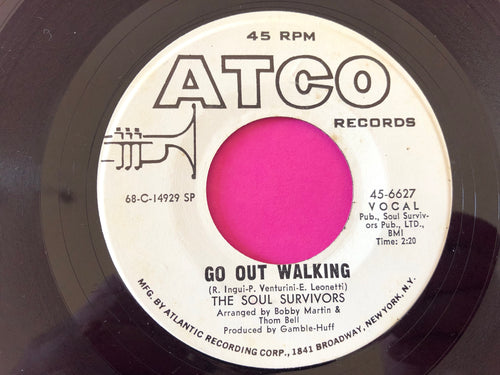 45 RPM
ATCO
RECORDS
68-C-14929 SP
45-6627
VOCAL
Pub., Soul Surviv-
ors Pub., LTD.,
BMI
Time: 2:20
GO OUT WALKING
(R. Ingui-P. Venturini-E. Leonetti)
THE SOUL SURVIVORS
Arranged by Bobby Martin &
Thom Bell
Produced by Gamble-Huff
MFG. BY ATLANTIC RECORDING CORP., 1841 BROADWAY, NEW YORK, N.Y.